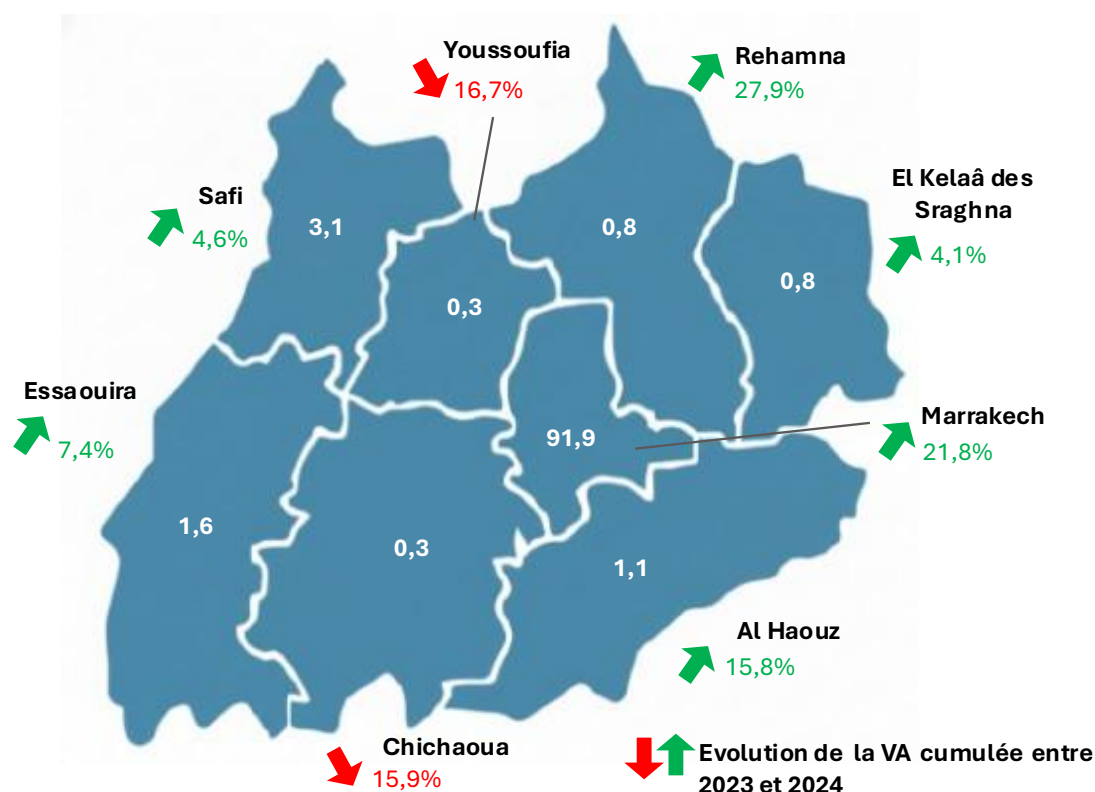 Youssoufia
16,7%
Rehamna
27,9%
Safi
4,6%
3,1
0,8
El Kelaâ des
Sraghna
4,1%
0,8
0,3
Essaouira
7,4%
Marrakech
21,8%
91,9
1,6
0,3
1,1
Al Haouz
15,8%
Chichaoua
15,9%
Evolution de la VA cumulée entre
2023 et 2024